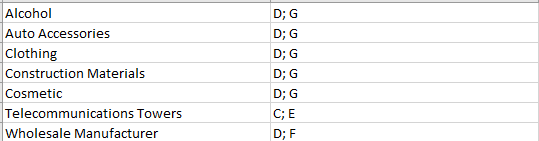 Alcohol D; G
Auto Accessories D; G
Clothing D; G
Construction Materials D; G
Cosmetic D; G
Telecommunications Towers C; E
Wholesale Manufacturer D; F